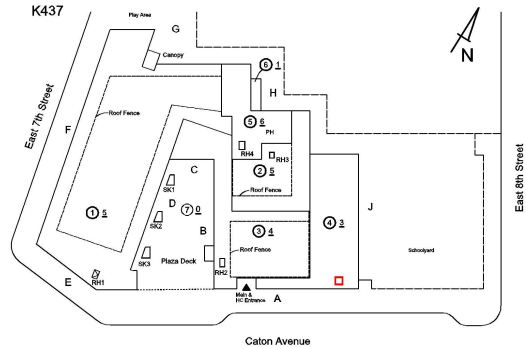 K437
Play Area
G
Canopy
N
East 7th Street
F
6 1
H
5 6
PH
RH4
RH3
2 5
Roof Fence
Roof Fence
C
SK1
D
7 0
SK2
B
1 5
SK3
Plaza Deck
RH2
3 4
Roof Fence
4 3
J
East 8th Street
Schoolyard
E
RH1
Main &
HC Entrance
A
Caton Avenue